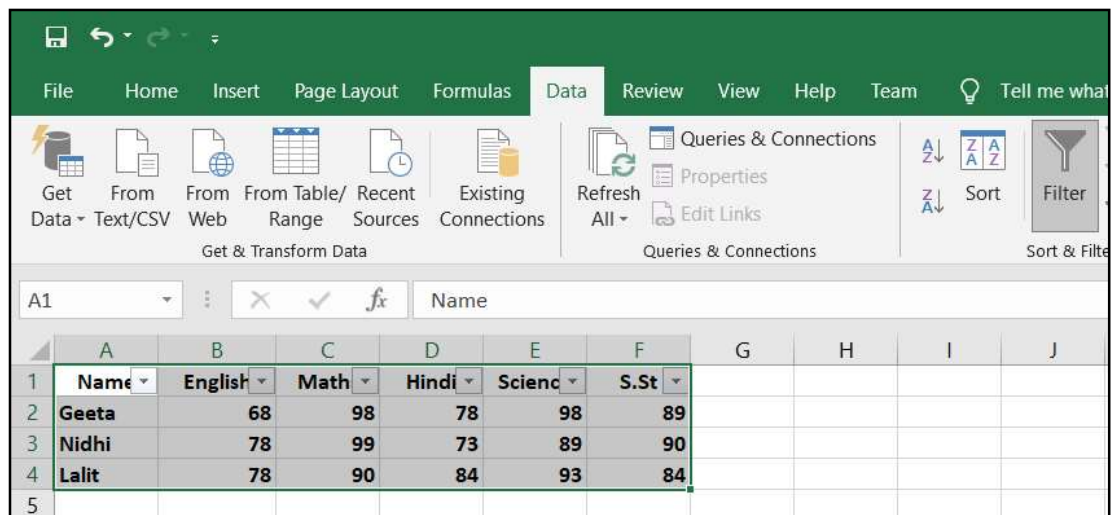 File Home Insert Page Layout Formulas Data Review View Help Team Tell me what
Get Data From Text/CSV From Web From Table/ Range Recent Sources Existing Connections Refresh All Queries & Connections Properties Edit Links Sort Filter
Get & Transform Data Queries & Connections Sort & Filte
A1 fx Name
A B C D E F G H I J
1 Name English Math Hindi Scienc S.St
2 Geeta 68 98 78 98 89
3 Nidhi 78 99 73 89 90
4 Lalit 78 90 84 93 84
5